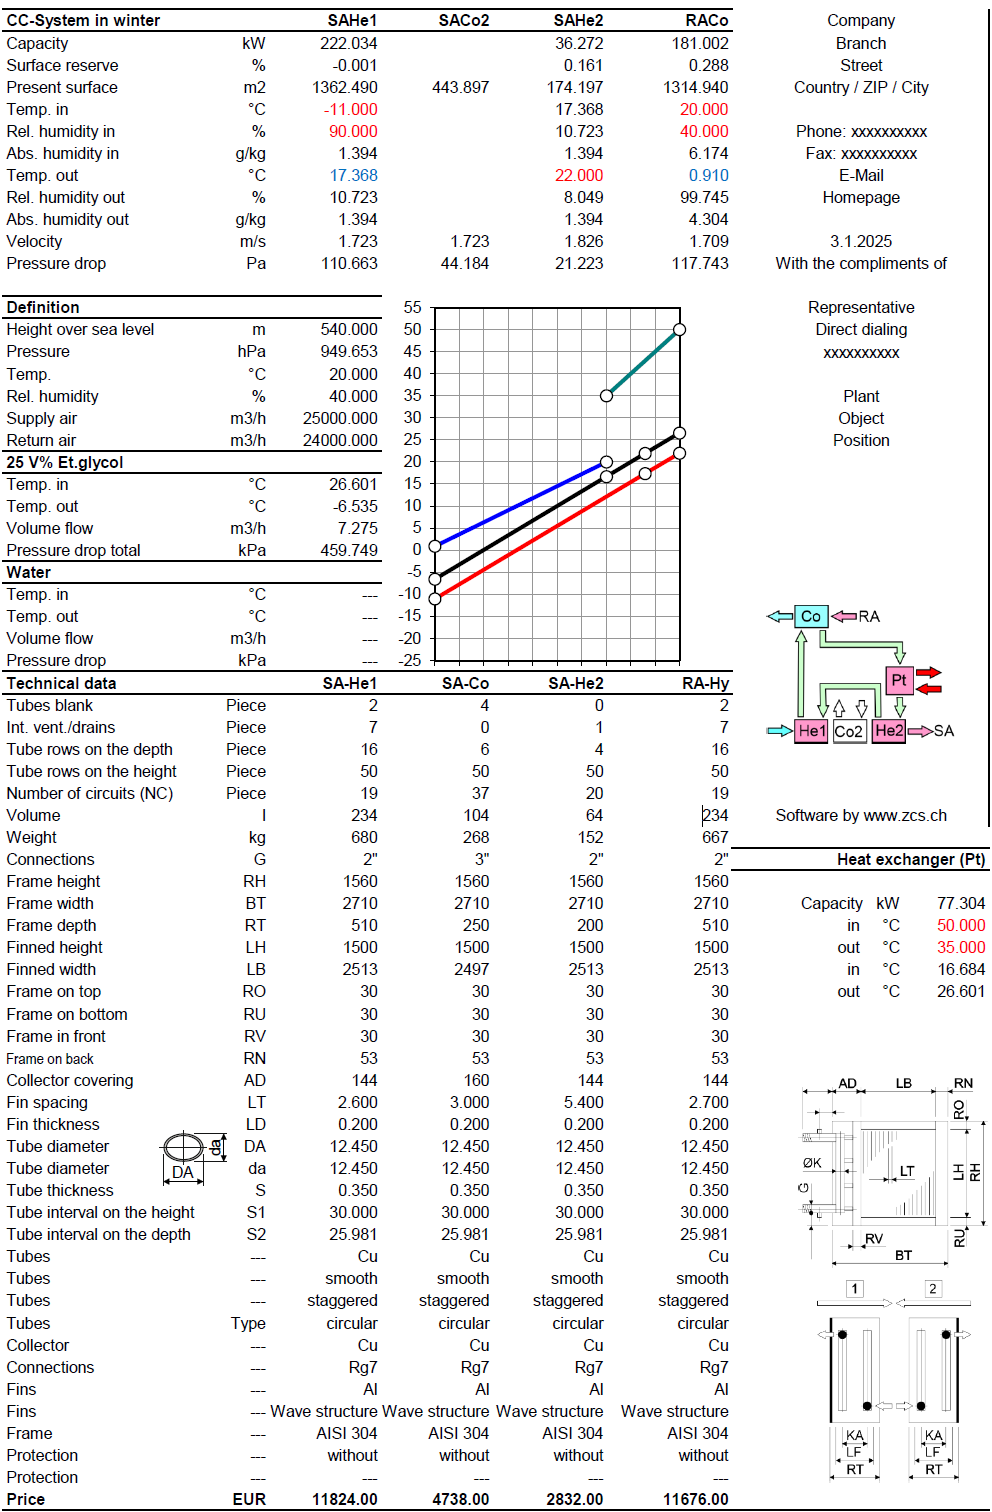 CC-System in winter SAHe1 SACo2 SAHe2 RACo
Capacity kW 222.034 36.272 181.002
Surface reserve % -0.001 0.161 0.288
Present surface m2 1362.490 443.897 174.197 1314.940
Temp. in °C -11.000 17.368 20.000
Rel. humidity in % 90.000 10.723 40.000
Abs. humidity in g/kg 1.394 1.394 6.174
Temp. out °C 17.368 22.000 0.910
Rel. humidity out % 10.723 8.049 99.745
Abs. humidity out g/kg 1.394 1.394 4.304
Velocity m/s 1.723 1.723 1.826 1.709
Pressure drop Pa 110.663 44.184 21.223 117.743
Company
Branch
Street
Country / ZIP / City
Phone: xxxxxxxxxx
Fax: xxxxxxxxxx
E-Mail
Homepage
3.1.2025
With the compliments of
Representative
Direct dialing
xxxxxxxxxx
Plant
Object
Position
Definition
Height over sea level m 540.000
Pressure hPa 949.653
Temp. °C 20.000
Rel. humidity % 40.000
Supply air m3/h 25000.000
Return air m3/h 24000.000
25 V% Et.glycol
Temp. in °C 26.601
Temp. out °C -6.535
Volume flow m3/h 7.275
Pressure drop total kPa 459.749
Water
Temp. in °C ---
Temp. out °C ---
Volume flow m3/h ---
Pressure drop kPa ---
55
50
45
40
35
30
25
20
15
10
5
0
-5
-10
-15
-20
-25
Co RA
Pt
He1 Co2 He2 SA
Software by www.zcs.ch
Technical data SA-He1 SA-Co SA-He2 RA-Hy
Tubes blank Piece 2 4 0 2
Int. vent./drains Piece 7 0 1 7
Tube rows on the depth Piece 16 6 4 16
Tube rows on the height Piece 50 50 50 50
Number of circuits (NC) Piece 19 37 20 19
Volume l 234 104 64 234
Weight kg 680 268 152 667
Connections G 2" 3" 2" 2"
Frame height RH 1560 1560 1560 1560
Frame width BT 2710 2710 2710 2710
Frame depth RT 510 250 200 510
Finned height LH 1500 1500 1500 1500
Finned width LB 2513 2497 2513 2513
Frame on top RO 30 30 30 30
Frame on bottom RU 30 30 30 30
Frame in front RV 30 30 30 30
Frame on back RN 53 53 53 53
Collector covering AD 144 160 144 144
Fin spacing LT 2.600 3.000 5.400 2.700
Fin thickness LD 0.200 0.200 0.200 0.200
Tube diameter DA 12.450 12.450 12.450 12.450
Tube diameter da 12.450 12.450 12.450 12.450
Tube thickness S 0.350 0.350 0.350 0.350
Tube interval on the height S1 30.000 30.000 30.000 30.000
Tube interval on the depth S2 25.981 25.981 25.981 25.981
Tubes --- Cu Cu Cu Cu
Tubes --- smooth smooth smooth smooth
Tubes --- staggered staggered staggered staggered
Tubes Type circular circular circular circular
Collector --- Cu Cu Cu Cu
Connections --- Rg7 Rg7 Rg7 Rg7
Fins --- Al Al Al Al
Fins --- Wave structure Wave structure Wave structure Wave structure
Frame --- AISI 304 AISI 304 AISI 304 AISI 304
Protection --- without without without without
Protection --- --- --- --- ---
Price EUR 11824.00 4738.00 2832.00 11676.00
da
DA
Heat exchanger (Pt)
Capacity kW 77.304
in °C 50.000
out °C 35.000
in °C 16.684
out °C 26.601
AD LB RN
RO
ØK LT LH RH
G
RV RU
BT
1 2
KA KA
LF LF
RT RT